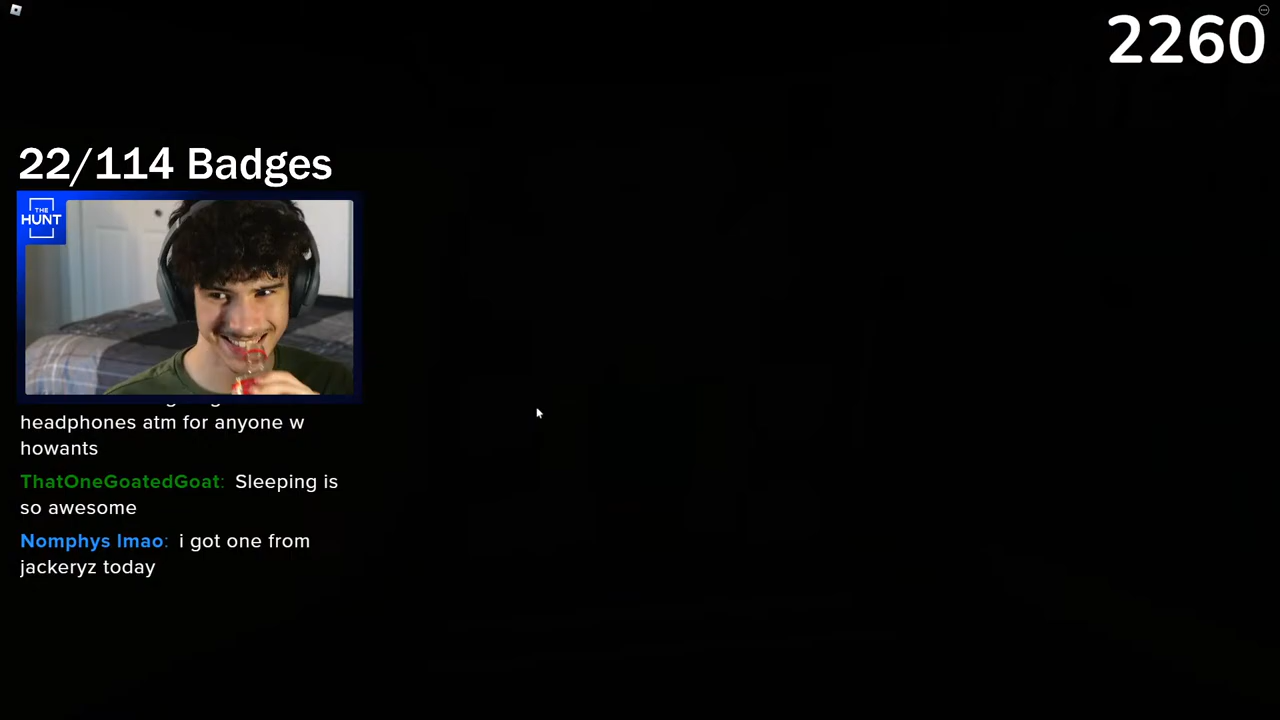 2260
22/114 Badges
THE
HUNT
headphones atm for anyone w
howants
ThatOneGoatedGoat: Sleeping is
so awesome
Nomphys lmao: i got one from
jackeryz today